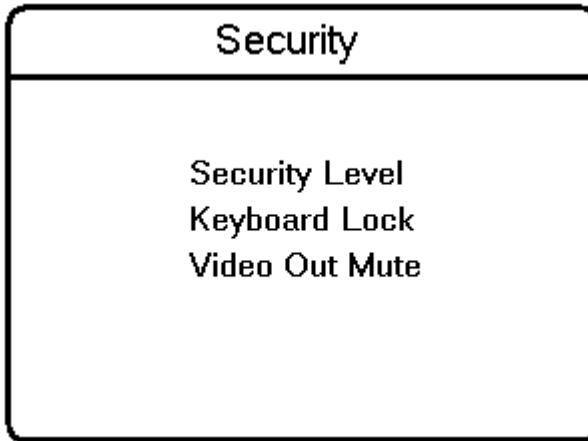 Security
Security Level
Keyboard Lock
Video Out Mute